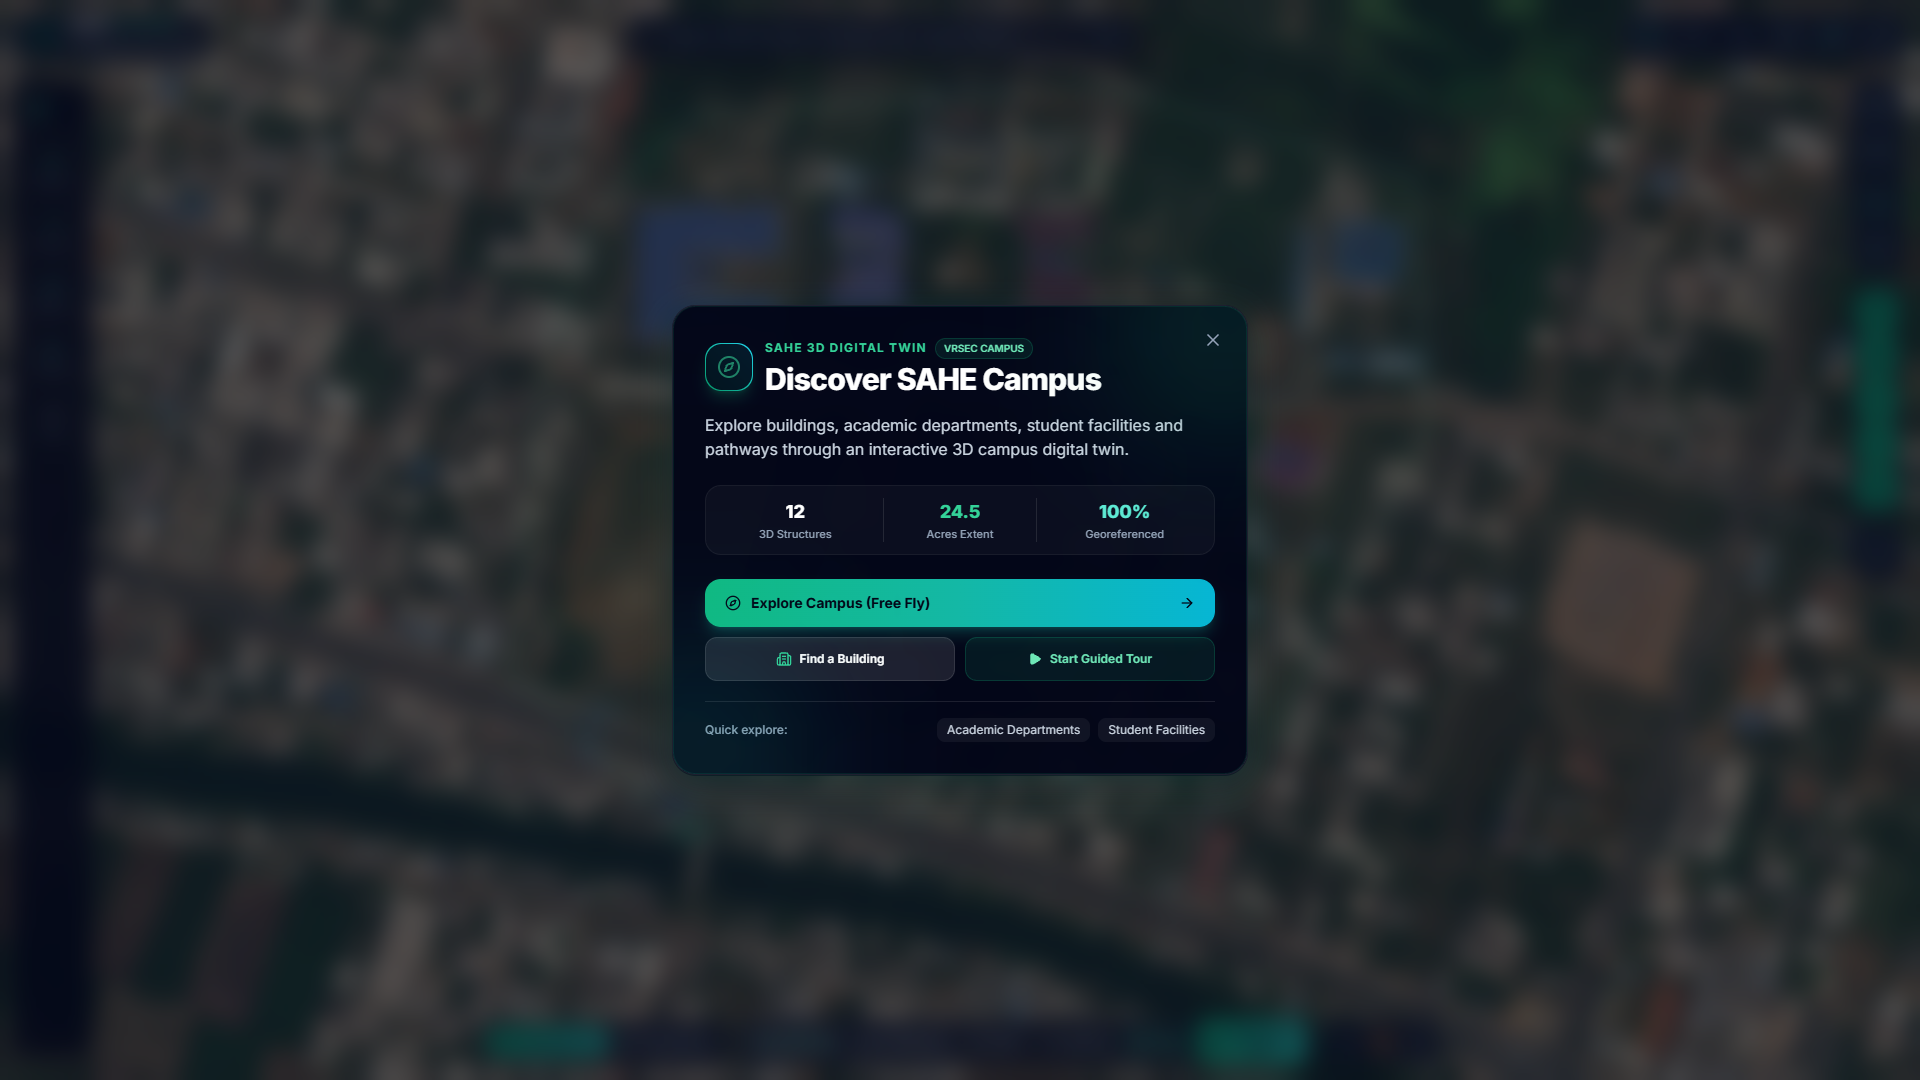 SAHE 3D DIGITAL TWIN VRSEC CAMPUS
Discover SAHE Campus
Explore buildings, academic departments, student facilities and
pathways through an interactive 3D campus digital twin.
12 24.5 100%
3D Structures Acres Extent Georeferenced
Explore Campus (Free Fly)
Find a Building Start Guided Tour
Quick explore: Academic Departments Student Facilities